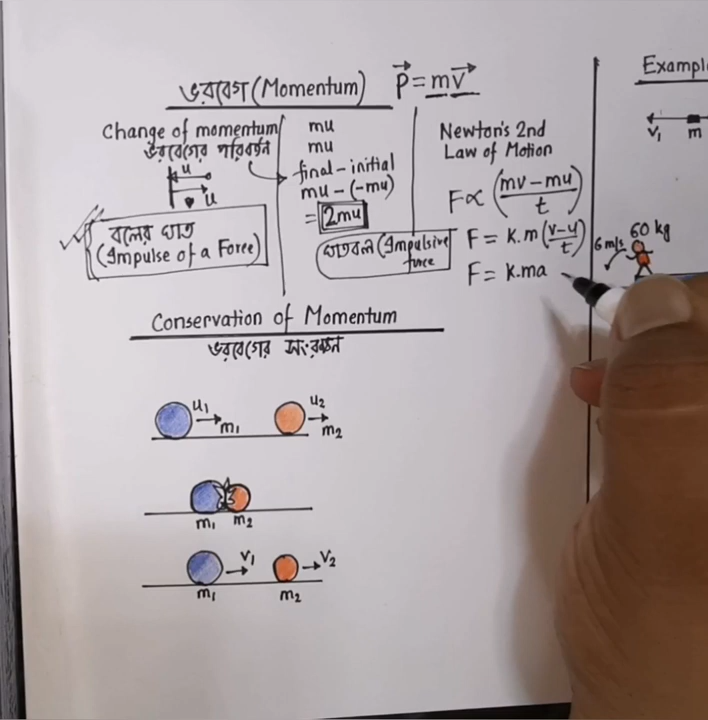 ভরবেগ (Momentum) P = mv
Change of momentum
ভরবেগের পরিবর্তন
u
u
বলের ঘাত
(Impulse of a Force)
mu
mu
final - initial
mu - (-mu)
= 2mu
ঘাতবল (Impulsive
force
Newton's 2nd
Law of Motion
F ∝ (mv - mu / t)
F = K.m (v-u / t)
F = K.ma
Conservation of Momentum
ভরবেগের সংরক্ষণ
u₁ u₂
m₁ m₂
m₁ m₂
v₁ v₂
m₁ m₂
v₁ m
60 kg
6 m/s